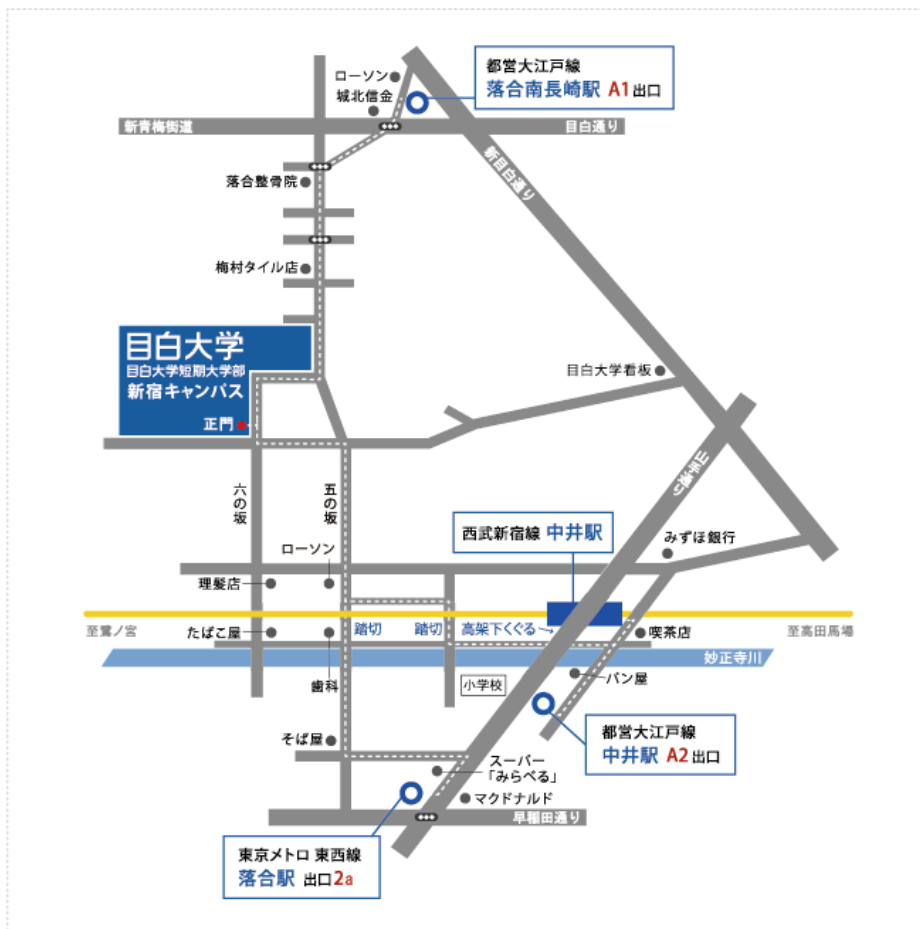 都営大江戸線
落合南長崎駅 A1出口
ローソン
城北信金
新青梅街道
目白通り
新目白通り
落合整骨院
梅村タイル店
目白大学
目白大学短期大学部
新宿キャンパス
正門
目白大学看板
山手通り
六の坂
五の坂
ローソン
西武新宿線 中井駅
みずほ銀行
理髪店
至鷺ノ宮
たばこ屋
踏切
踏切
高架下くぐる→
喫茶店
至高田馬場
妙正寺川
歯科
小学校
パン屋
都営大江戸線
中井駅 A2出口
そば屋
スーパー
「みらべる」
マクドナルド
早稲田通り
東京メトロ 東西線
落合駅 出口2a